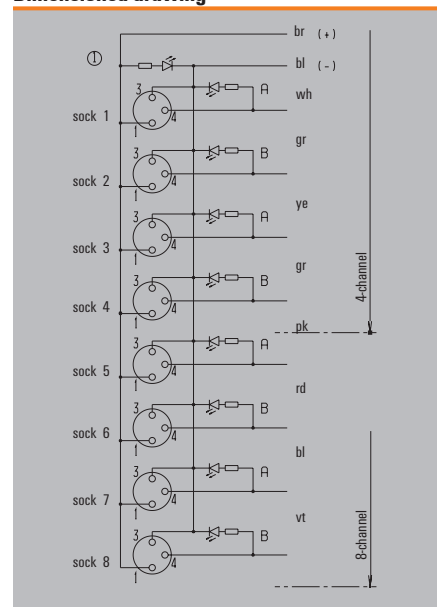 Dimensioned drawing
br (+)
① bl (-)
3 A wh
sock 1 4
1
gr
3 B
sock 2 4
1
ye
3 A
sock 3 4
1
gr
3 B
sock 4 4
1
4-channel
pk
3 A
sock 5 4
1
rd
3 B
sock 6 4
1
bl
3 A
sock 7 4
1
vt
3 B
sock 8 4
1
8-channel